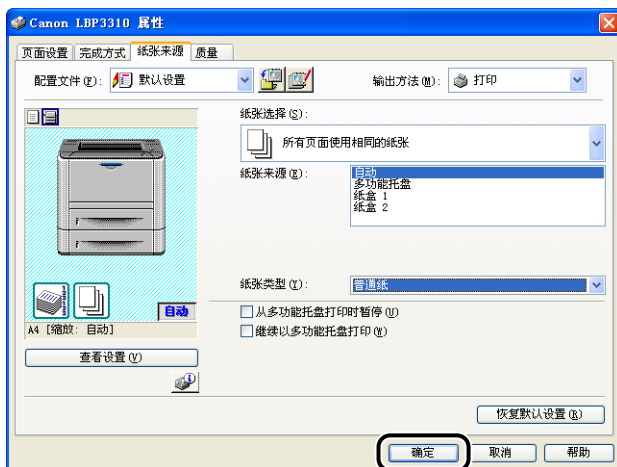 Canon LBP3310 属性
页面设置 完成方式 纸张来源 质量
配置文件(F): 默认设置 输出方法(M): 打印
纸张选择(S):
所有页面使用相同的纸张
纸张来源(E):
自动
多功能托盘
纸盒 1
纸盒 2
纸张类型(Y): 普通纸
自动
从多功能托盘打印时暂停(U)
A4 [缩放: 自动]
继续以多功能托盘打印(W)
查看设置(V)
恢复默认设置(R)
确定 取消 帮助